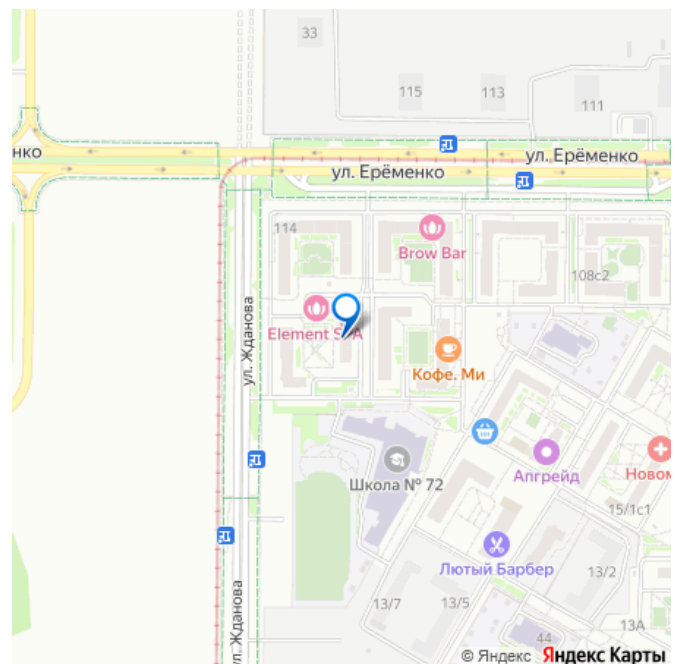 33
115
113
111
нко
ул. Ерёменко
ул. Ерёменко
114
Brow Bar
108с2
Element SPA
ул. Жданова
Кофе. Ми
Школа № 72
Апгрейд
Новом
15/1с1
Лютый Барбер
13/2
13/7
13/5
13А
44
ул. Жданова
© Яндекс Яндекс Карты